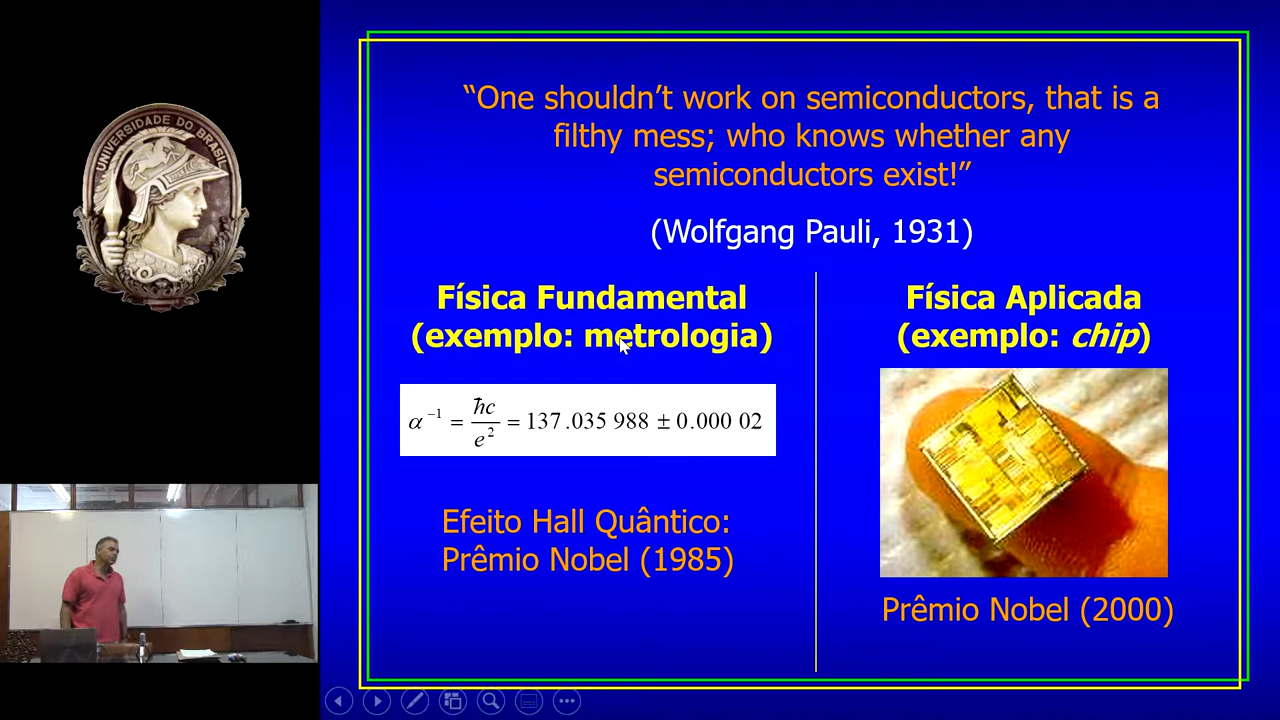 UNIVERSIDADE DO BRASIL
“One shouldn’t work on semiconductors, that is a
filthy mess; who knows whether any
semiconductors exist!”
(Wolfgang Pauli, 1931)
Física Fundamental
(exemplo: metrologia)
α⁻¹ = ħc/e² = 137.035 988 ± 0.000 02
Efeito Hall Quântico:
Prêmio Nobel (1985)
Física Aplicada
(exemplo: chip)
Prêmio Nobel (2000)